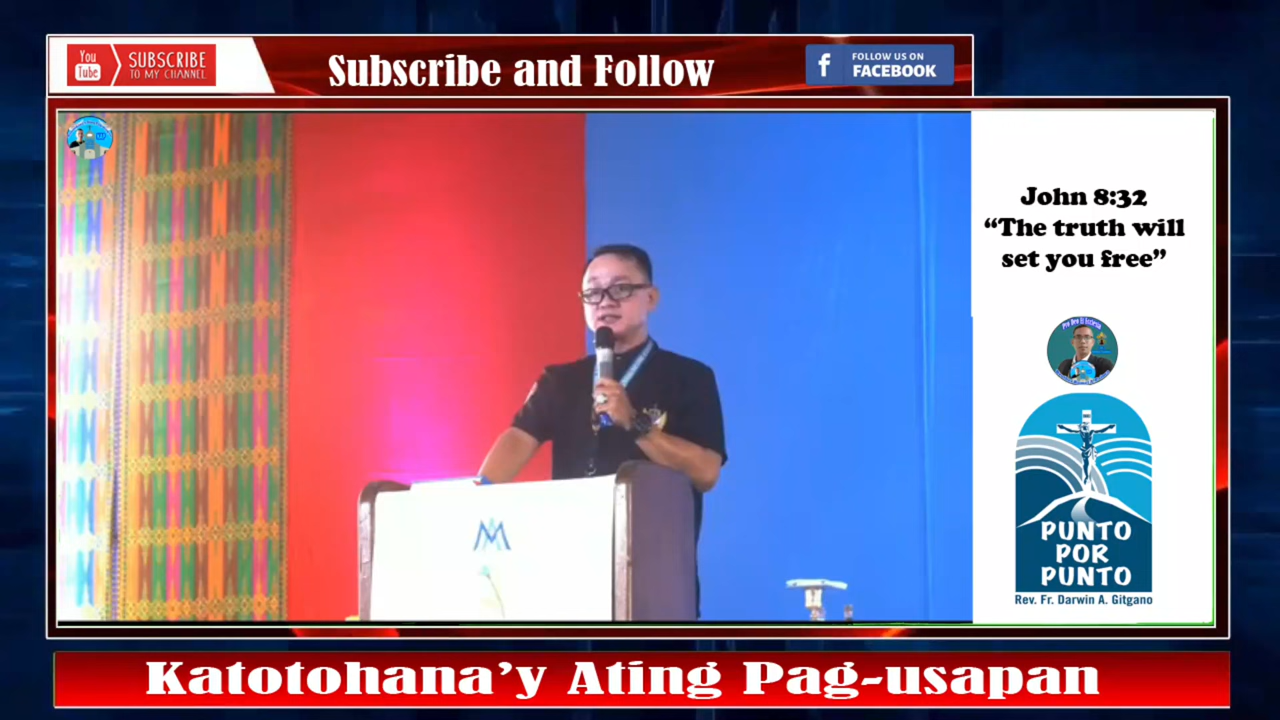 You
Tube
SUBSCRIBE
TO MY CHANNEL
Subscribe and Follow
f
FOLLOW US ON
FACEBOOK
John 8:32
“The truth will
set you free”
PUNTO
POR
PUNTO
Rev. Fr. Darwin A. Gitgano
Katotohana’y Ating Pag-usapan